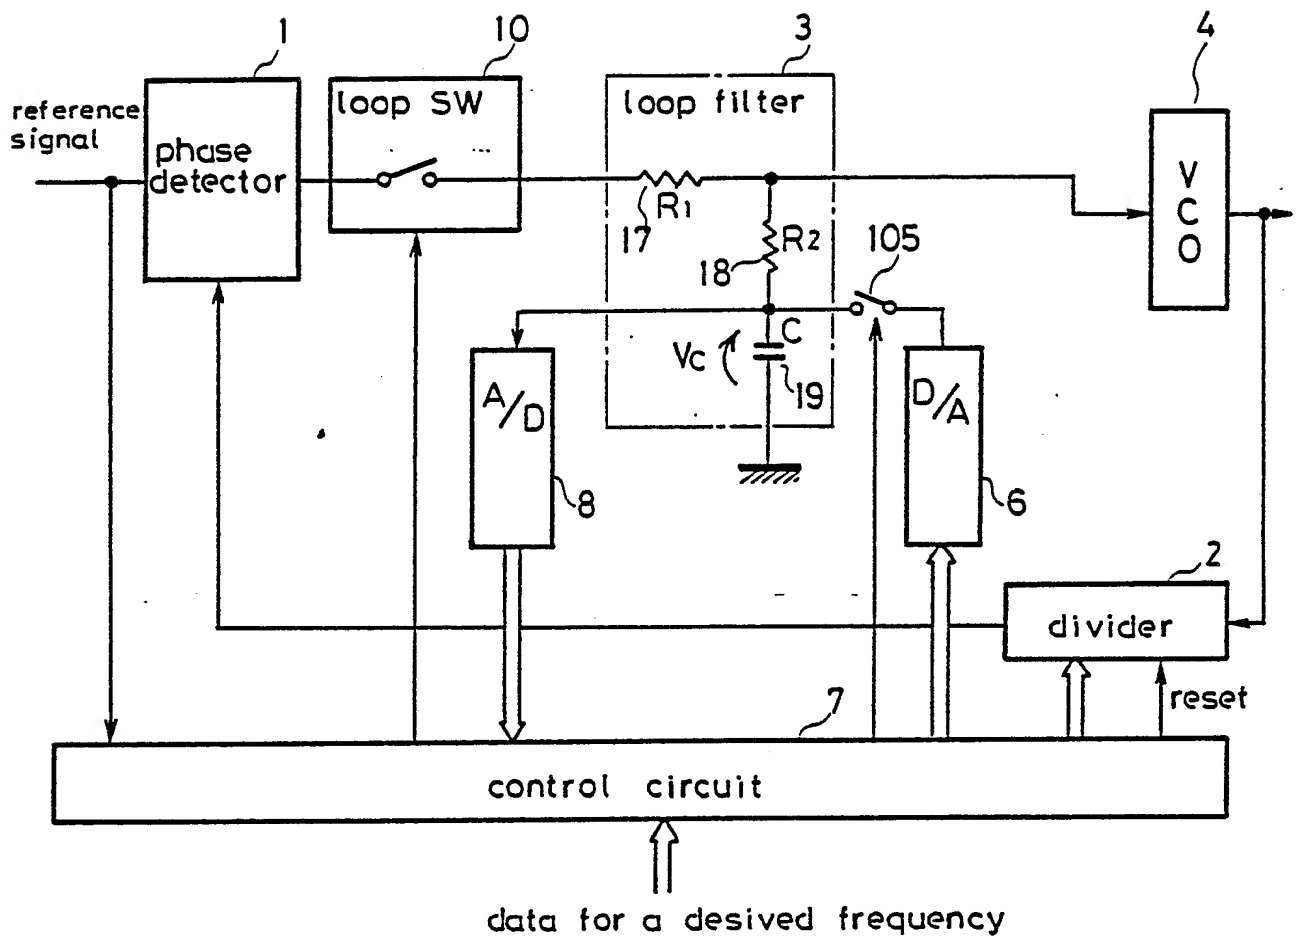 1
10
3
4
reference
signal
phase
detector
loop SW
loop filter
VCO
R1
17
R2
18
105
C
Vc
19
A/D
D/A
8
6
2
divider
7
reset
control circuit
data for a desived frequency